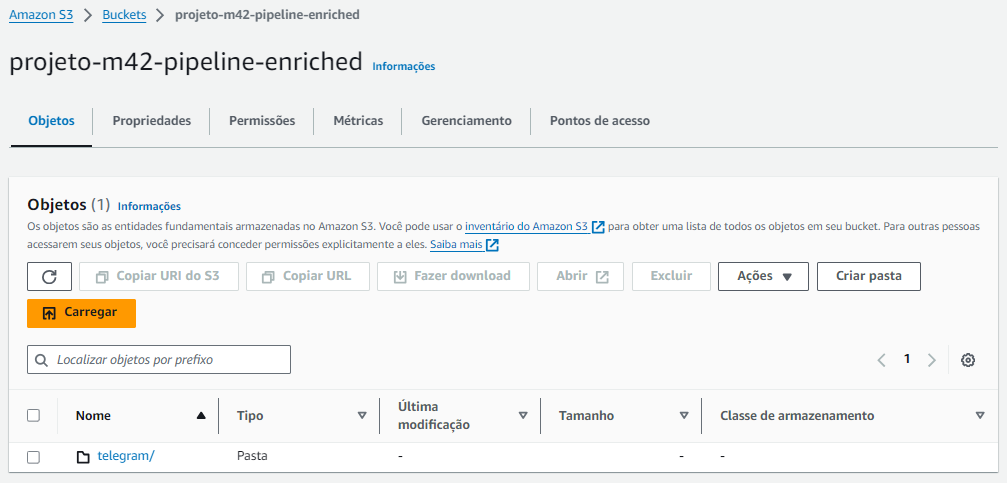 Amazon S3 > Buckets > projeto-m42-pipeline-enriched
projeto-m42-pipeline-enriched Informações
Objetos Propriedades Permissões Métricas Gerenciamento Pontos de acesso
Objetos (1) Informações
Os objetos são as entidades fundamentais armazenadas no Amazon S3. Você pode usar o inventário do Amazon S3 para obter uma lista de todos os objetos em seu bucket. Para outras pessoas
acessarem seus objetos, você precisará conceder permissões explicitamente a eles. Saiba mais
Copiar URI do S3 Copiar URL Fazer download Abrir Excluir Ações Criar pasta
Carregar
Localizar objetos por prefixo 1
Nome Tipo Última modificação Tamanho Classe de armazenamento
telegram/ Pasta - - -